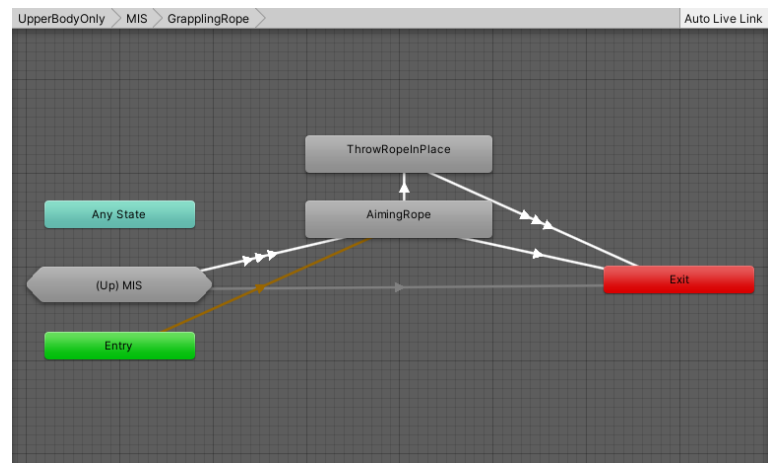 UpperBodyOnly MIS GrapplingRope Auto Live Link
ThrowRopeInPlace
Any State
AimingRope
(Up) MIS
Exit
Entry